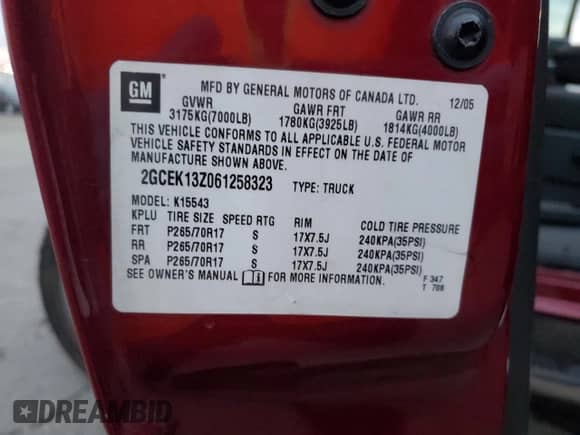 GM
MFD BY GENERAL MOTORS OF CANADA LTD. 12/05
GVWR GAWR FRT GAWR RR
3175KG(7000LB) 1780KG(3925LB) 1814KG(4000LB)
THIS VEHICLE CONFORMS TO ALL APPLICABLE U.S. FEDERAL MOTOR
VEHICLE SAFETY STANDARDS IN EFFECT ON THE DATE OF
MANUFACTURE SHOWN ABOVE.
2GCEK13Z061258323 TYPE: TRUCK
MODEL: K15543
KPLU TIRE SIZE SPEED RTG RIM COLD TIRE PRESSURE
FRT P265/70R17 S 17X7.5J 240KPA(35PSI)
RR P265/70R17 S 17X7.5J 240KPA(35PSI)
SPA P265/70R17 S 17X7.5J 240KPA(35PSI)
SEE OWNER'S MANUAL FOR MORE INFORMATION.
F 347
T 708
DREAMBID